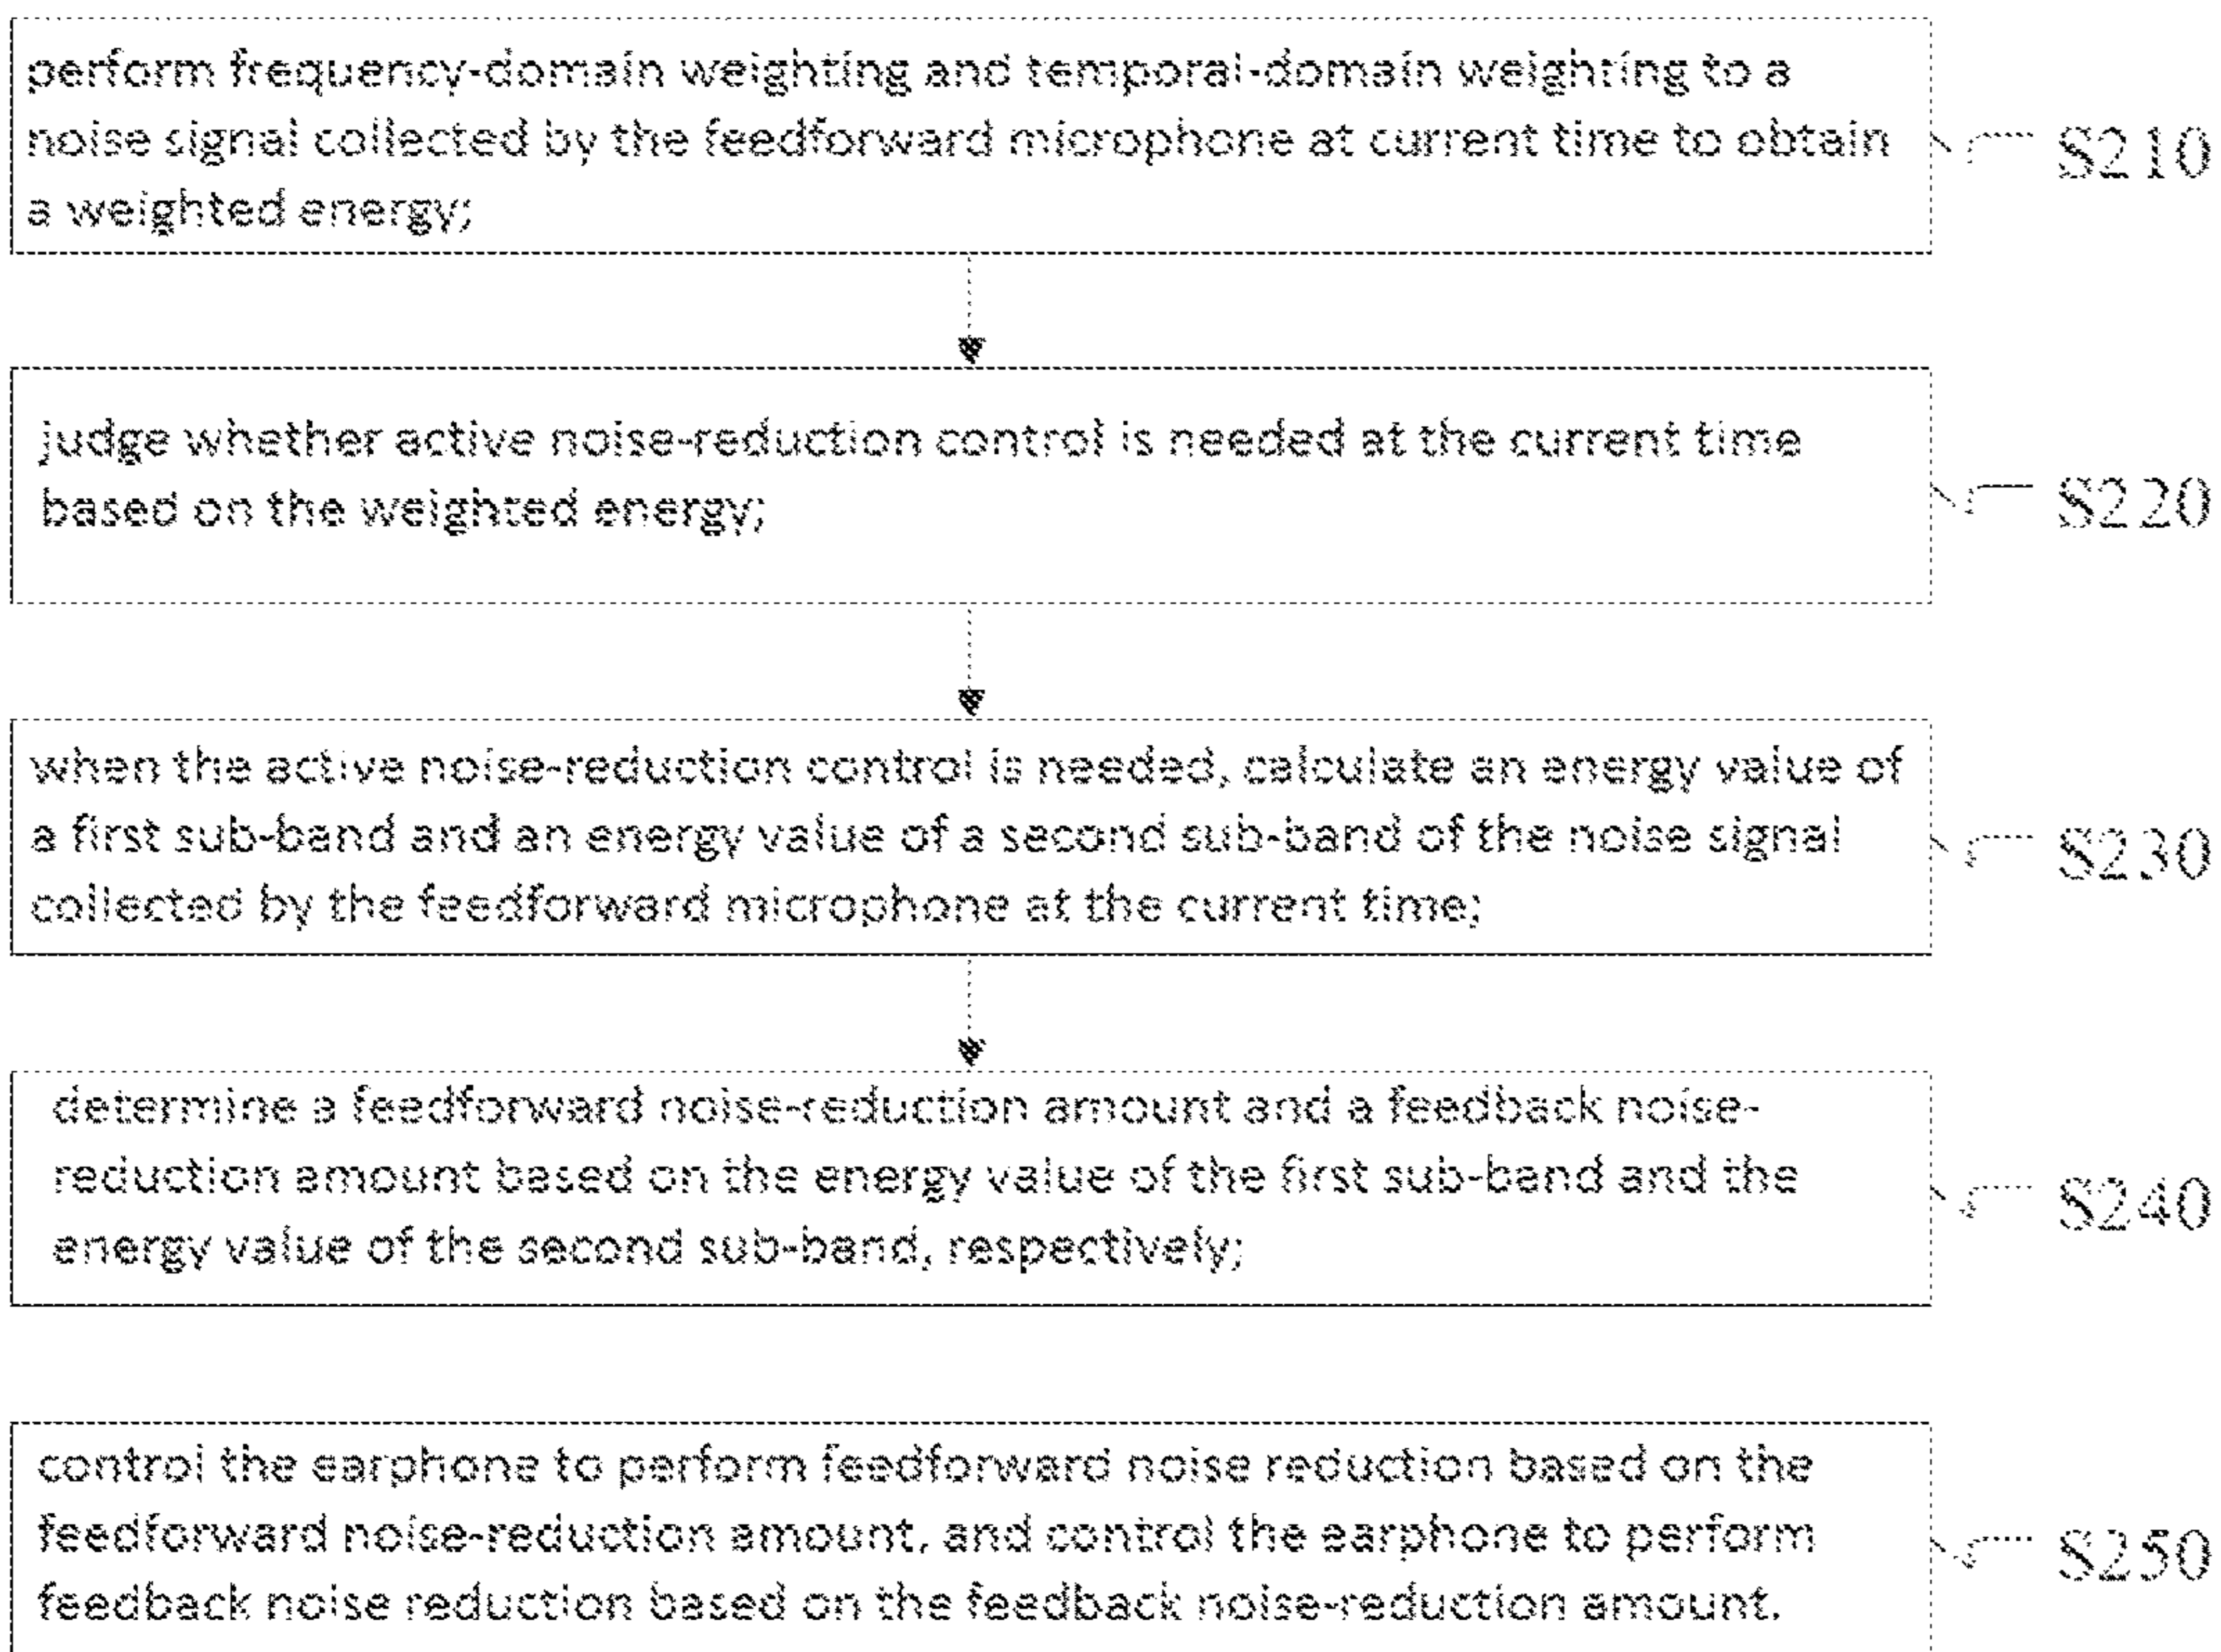 perform frequency-domain weighting and temporal-domain weighting to a
noise signal collected by the feedforward microphone at current time to obtain
a weighted energy;
S210
judge whether active noise-reduction control is needed at the current time
based on the weighted energy;
S220
when the active noise-reduction control is needed, calculate an energy value of
a first sub-band and an energy value of a second sub-band of the noise signal
collected by the feedforward microphone at the current time;
S230
determine a feedforward noise-reduction amount and a feedback noise-
reduction amount based on the energy value of the first sub-band and the
energy value of the second sub-band, respectively;
S240
control the earphone to perform feedforward noise reduction based on the
feedforward noise-reduction amount, and control the earphone to perform
feedback noise reduction based on the feedback noise-reduction amount.
S250